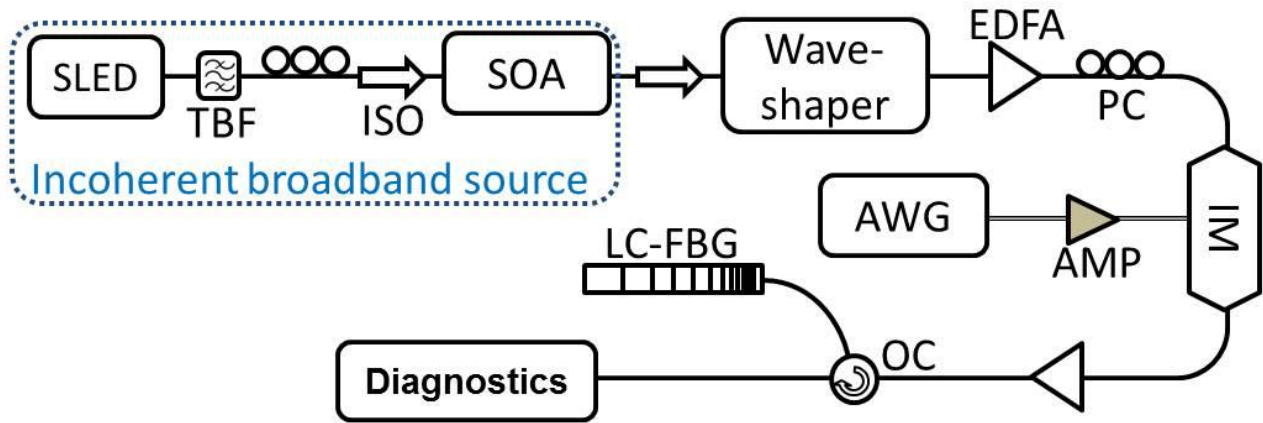 SLED
TBF
ISO
SOA
Incoherent broadband source
Wave-
shaper
EDFA
PC
IM
AWG
AMP
LC-FBG
OC
Diagnostics